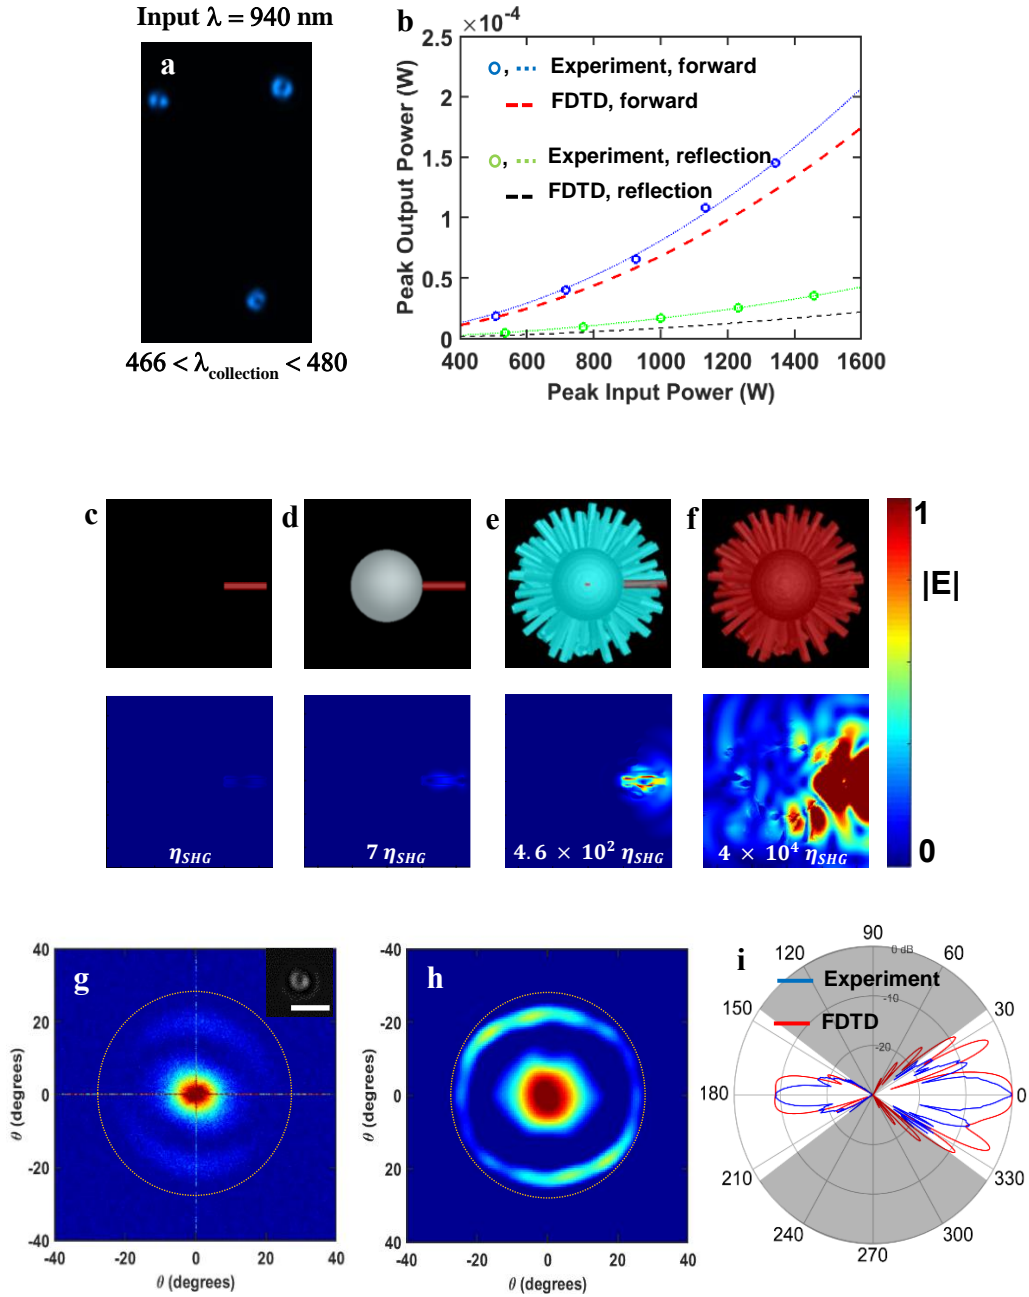 Input λ = 940 nm
a
466 < λcollection < 480
b
×10-4
2.5
2
1.5
1
0.5
0
Peak Output Power (W)
, Experiment, forward
FDTD, forward
, Experiment, reflection
FDTD, reflection
400 600 800 1000 1200 1400 1600
Peak Input Power (W)
c d e f
1
|E|
0
ηSHG
7 ηSHG
4.6 × 10² ηSHG
4 × 10⁴ ηSHG
g
40
20
0
-20
-40
θ (degrees)
-40 -20 0 20 40
θ (degrees)
h
-40
-20
0
20
40
θ (degrees)
-40 -20 0 20 40
θ (degrees)
i
Experiment
FDTD
90
120 60
150 30
180 0
210 330
240 300
270
0 dB
-10
-20